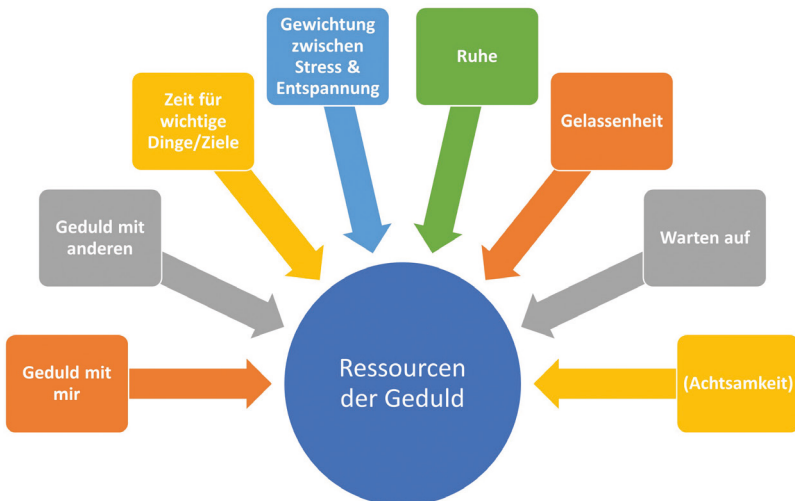 Geduld mit
mir
Geduld mit
anderen
Zeit für
wichtige
Dinge/Ziele
Gewichtung
zwischen
Stress &
Entspannung
Ruhe
Gelassenheit
Warten auf
(Achtsamkeit)
Ressourcen
der Geduld